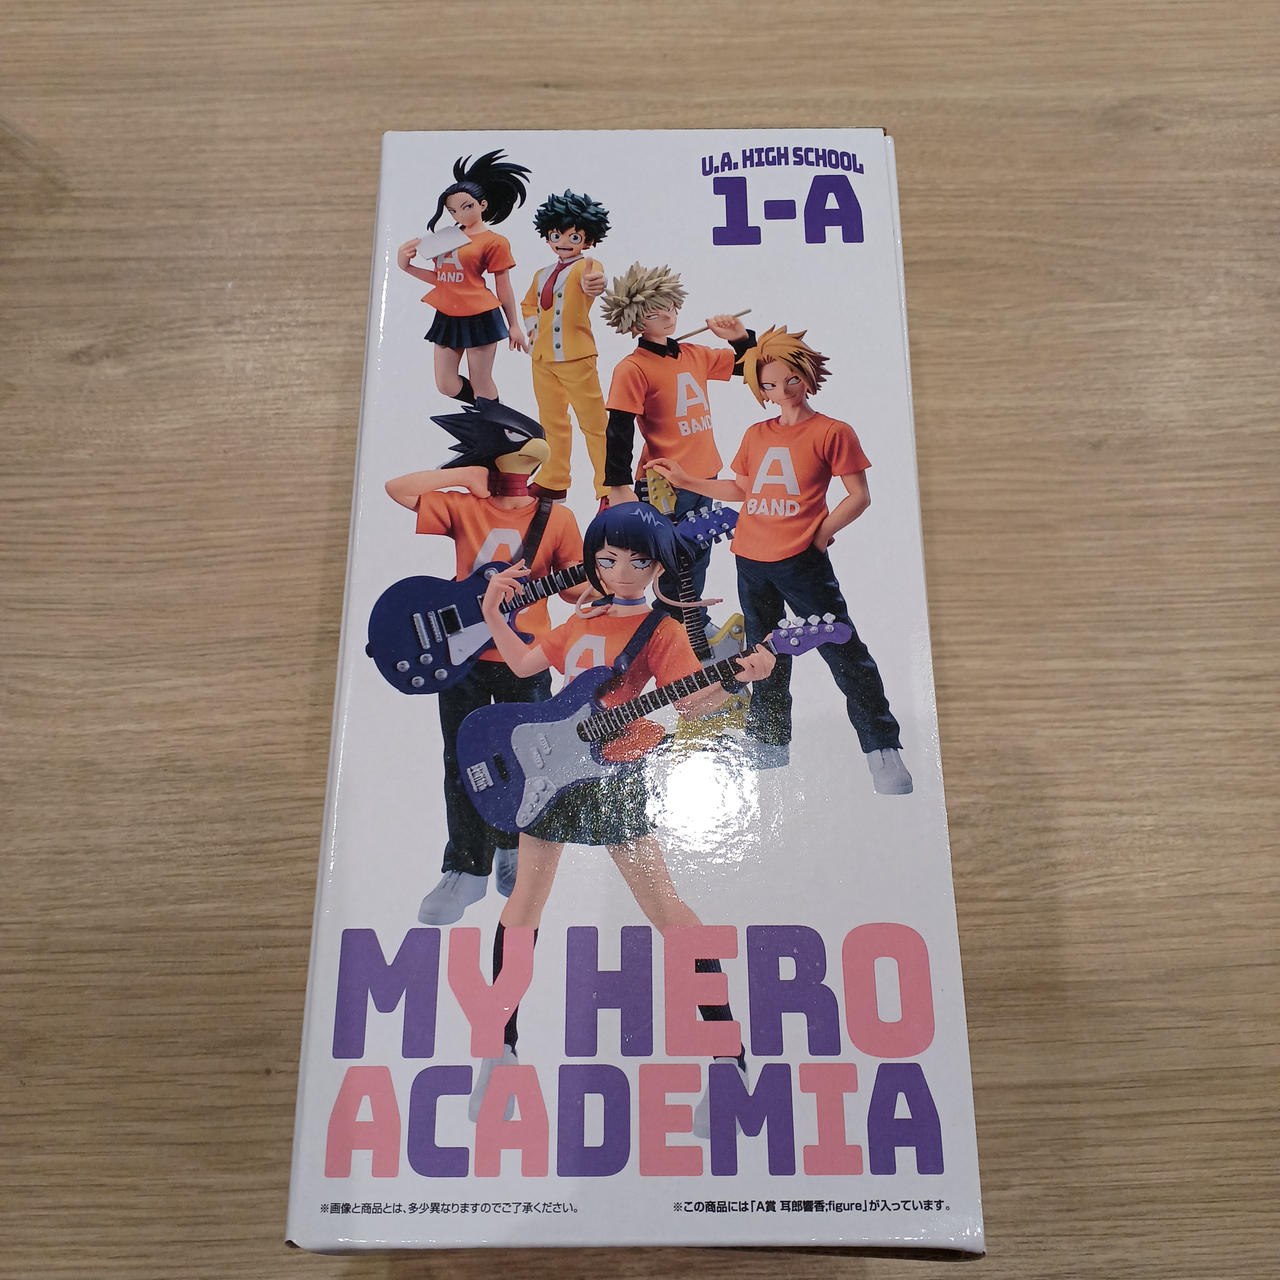 U.A. HIGH SCHOOL
1-A
A
BAND
A
BAND
A
BAND
A
A
MY HERO
ACADEMIA
※画像と商品とは、多少異なりますのでご了承ください。
※この商品には「A賞 耳郎響香;figure」が入っています。